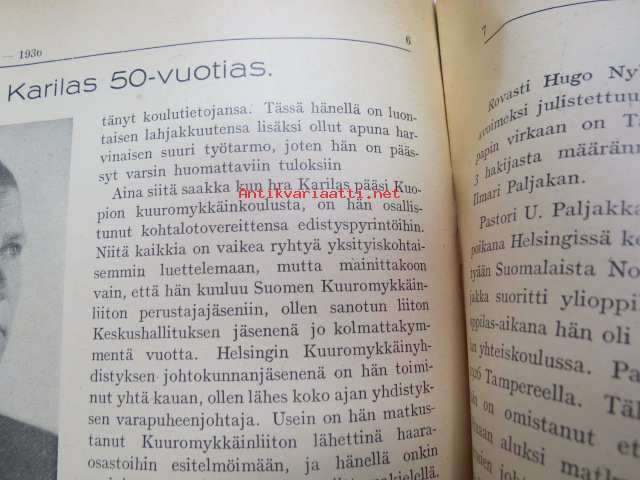 — 1930
6
Karilas 50-vuotias.
tänyt koulutietojansa. Tässä hänellä on luon-
taisen lahjakkuutensa lisäksi ollut apuna har-
vinaisen suuri työtarmo, joten hän on pääs-
syt varsin huomattaviin tuloksiin
Aina siitä saakka kun hra Karilas pääsi Kuo-
pion kuuromykkäinkoulusta, on hän osallis-
tunut kohtalotovereittensa edistyspyrintöihin.
Niitä kaikkia on vaikea ryhtyä yksityiskohtai-
semmin luettelemaan, mutta mainittakoon
vain, että hän kuuluu Suomen Kuuromykkäin-
liiton perustajajäseniin, ollen sanotun liiton
Keskushallituksen jäsenenä jo kolmattakym-
mentä vuotta. Helsingin Kuuromykkäinyh-
distyksen johtokunnanjäsenenä on hän toimi-
nut yhtä kauan, ollen lähes koko ajan yhdistyk-
sen varapuheenjohtaja. Usein on hän matkus-
tanut Kuuromykkäinliiton lähettinä haara-
osastoihin esitelmöimään, ja hänellä onkin
Antikvariaatti.net
7
Rovasti Hugo Ny
avoimeksi julistettuu
papin virkaan on T
3 hakijasta määränn
Ilmari Paljakan.
Pastori U. Paljakka
poikana Helsingissä k
tyään Suomalaista No
jakka suoritti ylioppi
oppilas-aikana hän oli
an yhteiskoulussa. Pa
Tampereella. Tä
on omistanut et
aluksi matk